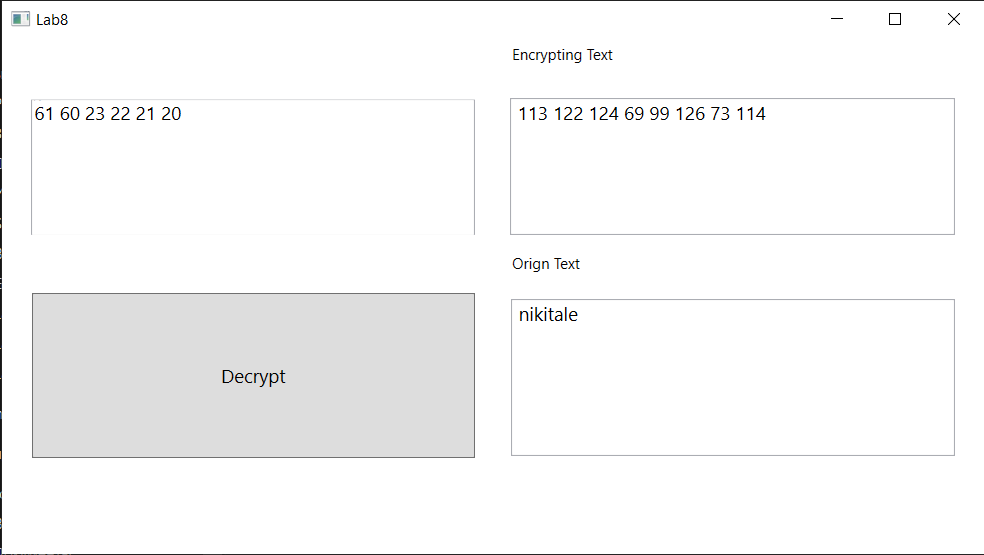 Lab8
Encrypting Text
61 60 23 22 21 20
113 122 124 69 99 126 73 114
Orign Text
nikitale
Decrypt